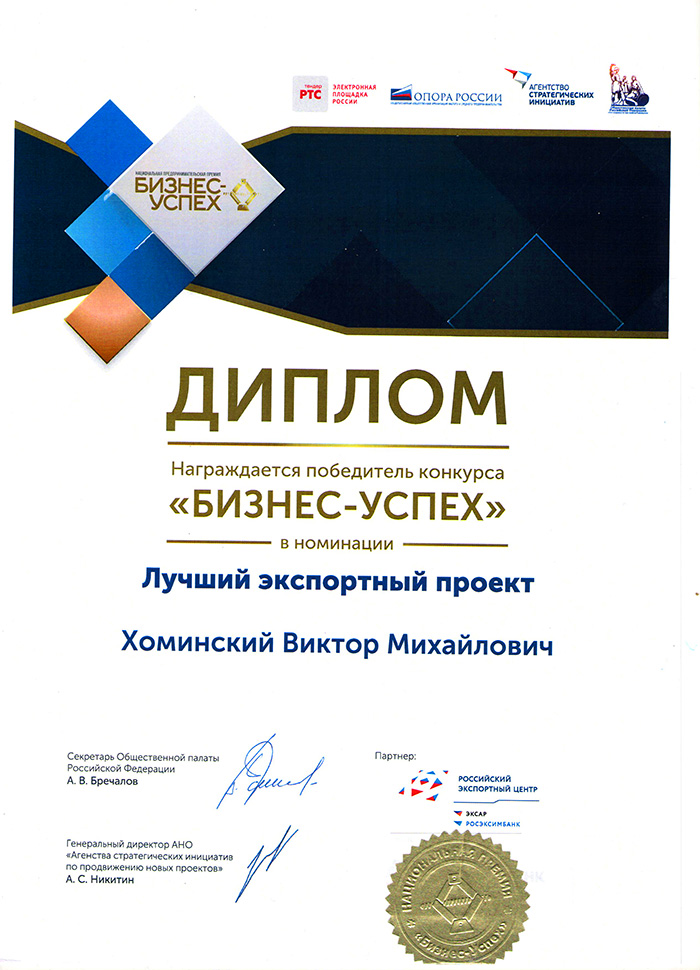 тендер
РТС
ЭЛЕКТРОННАЯ
ПЛОЩАДКА
РОССИИ
ОПОРА РОССИИ
АГЕНТСТВО
СТРАТЕГИЧЕСКИХ
ИНИЦИАТИВ
НАЦИОНАЛЬНАЯ ПРЕДПРИНИМАТЕЛЬСКАЯ ПРЕМИЯ
БИЗНЕС-
УСПЕХ
ДИПЛОМ
Награждается победитель конкурса
«БИЗНЕС-УСПЕХ»
в номинации
Лучший экспортный проект
Хоминский Виктор Михайлович
Секретарь Общественной палаты
Российской Федерации
А. В. Бречалов
Генеральный директор АНО
«Агенства стратегических инициатив
по продвижению новых проектов»
А. С. Никитин
Партнер:
РОССИЙСКИЙ
ЭКСПОРТНЫЙ ЦЕНТР
ЭКСАР
РОСЭКСИМБАНК
НАЦИОНАЛЬНАЯ ПРЕМИЯ
«Бизнес-Успех»